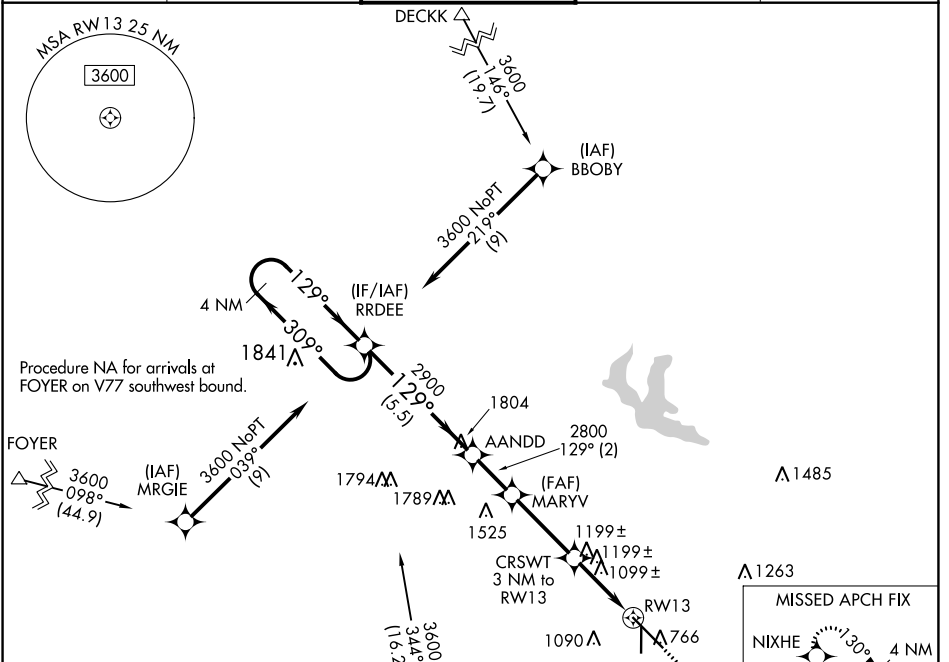 MSA RW13 25 NM
3600
DECKK
3600
146°
(19.7)
(IAF)
BBOBY
3600 NoPT
219°
(9)
4 NM
129°
309°
(IF/IAF)
RRDEE
1841
Procedure NA for arrivals at
FOYER on V77 southwest bound.
2900
129°
(5.5)
1804
AANDD
2800
129° (2)
FOYER
3600
098°
(44.9)
(IAF)
MRGIE
3600 NoPT
039°
(9)
1794
1789
(FAF)
MARYV
1525
1485
1199±
1199±
1099±
CRSWT
3 NM to
RW13
1263
RW13
3600
344°
1090
766
MISSED APCH FIX
NIXHE
130°
4 NM